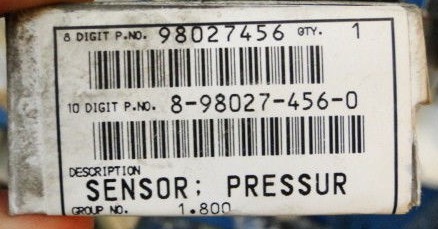 8 DIGIT P.NO. 98027456 QTY. 1
10 DIGIT P.NO. 8-98027-456-0
DESCRIPTION
SENSOR; PRESSUR
GROUP NO. 1.800